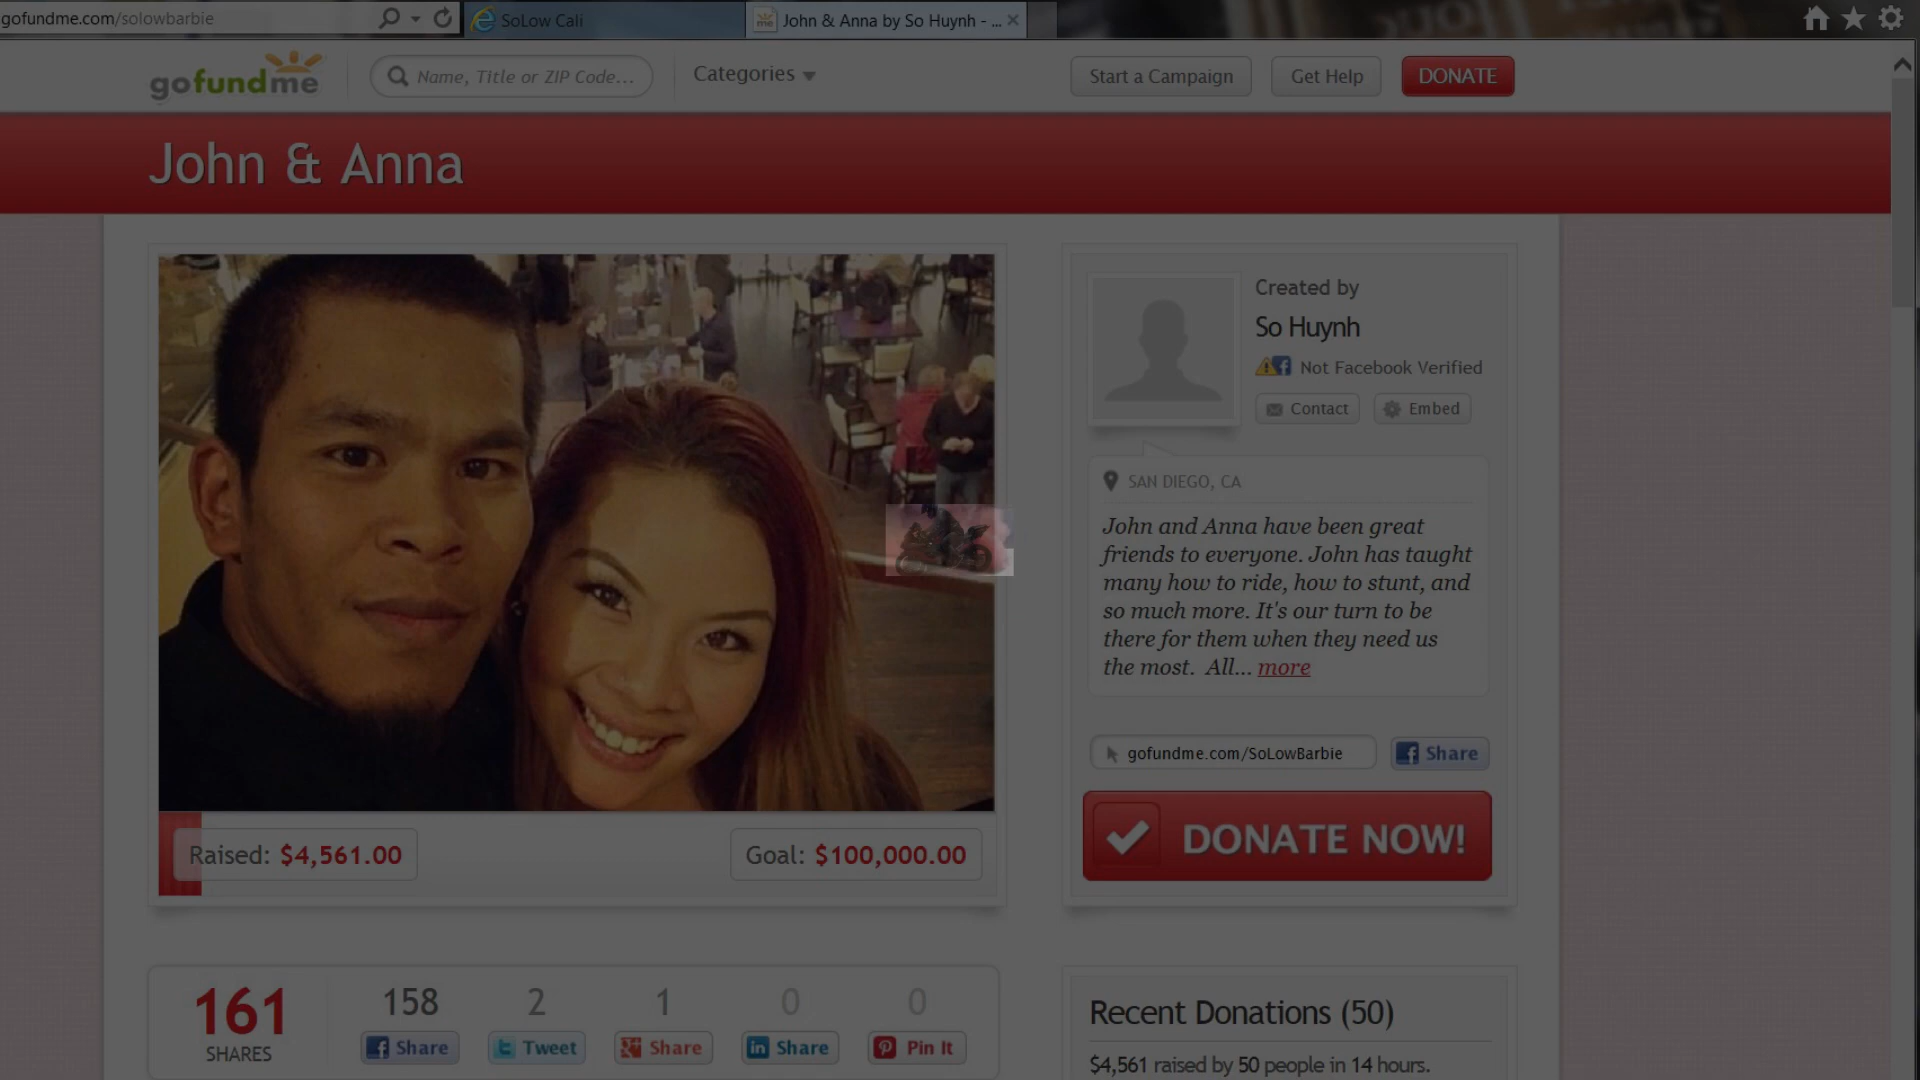 gofundme.com/solowbarbie
SoLow Cali
John & Anna by So Huynh - ...
gofundme
Name, Title or ZIP Code...
Categories
Start a Campaign
Get Help
DONATE
John & Anna
Created by
So Huynh
Not Facebook Verified
Contact
Embed
SAN DIEGO, CA
John and Anna have been great
friends to everyone. John has taught
many how to ride, how to stunt, and
so much more. It's our turn to be
there for them when they need us
the most. All... more
gofundme.com/SoLowBarbie
Share
DONATE NOW!
Raised: $4,561.00
Goal: $100,000.00
161
SHARES
158
2
1
0
0
Share
Tweet
Share
Share
Pin It
Recent Donations (50)
$4,561 raised by 50 people in 14 hours.